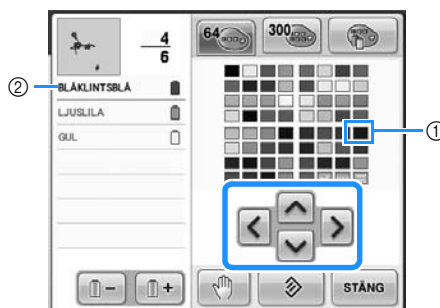 4
6
64
300
② BLÅKLINTSBLÅ
①
LJUSLILA
GUL
− +
STÄNG